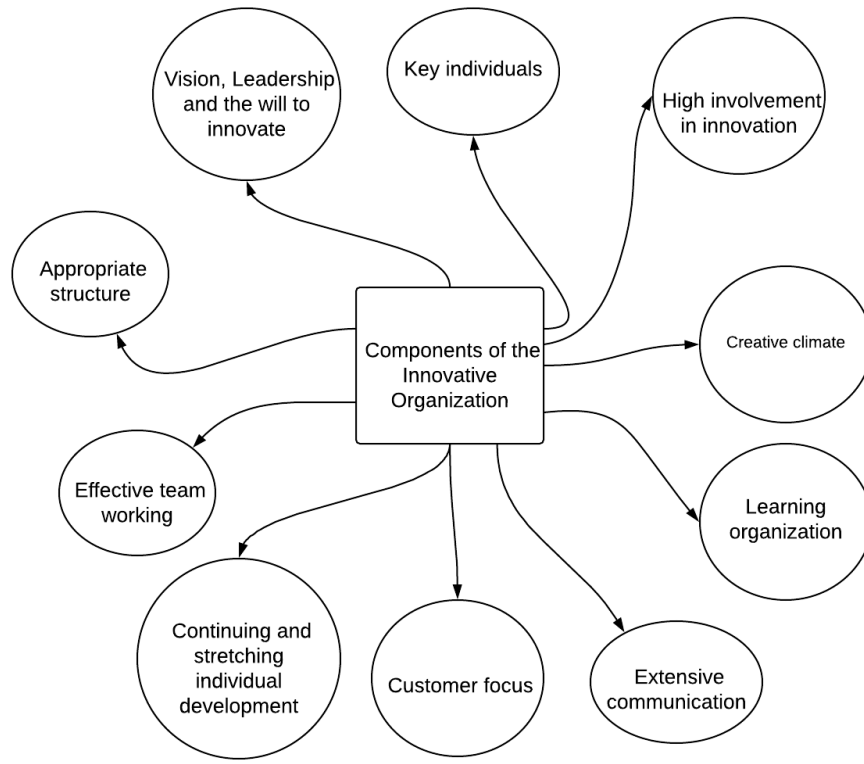 Vision, Leadership
and the will to
innovate
Key individuals
High involvement
in innovation
Appropriate
structure
Components of the
Innovative
Organization
Creative climate
Effective team
working
Learning
organization
Continuing and
stretching
individual
development
Customer focus
Extensive
communication